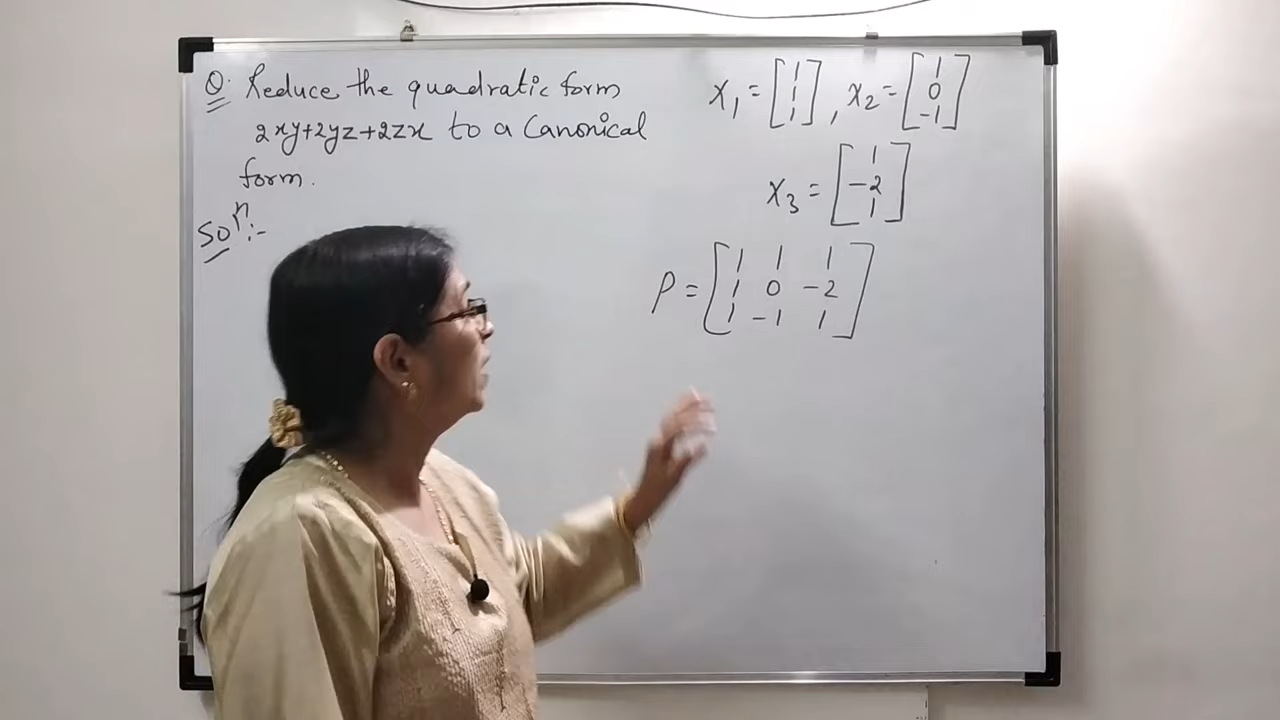 Q. Reduce the quadratic form
2xy+2yz+2zx to a Canonical
form.
Soln:-
X1 = [1 1 1], X2 = [1 0 -1]
X3 = [1 -2 1]
P = [1 1 1
1 0 -2
1 -1 1]